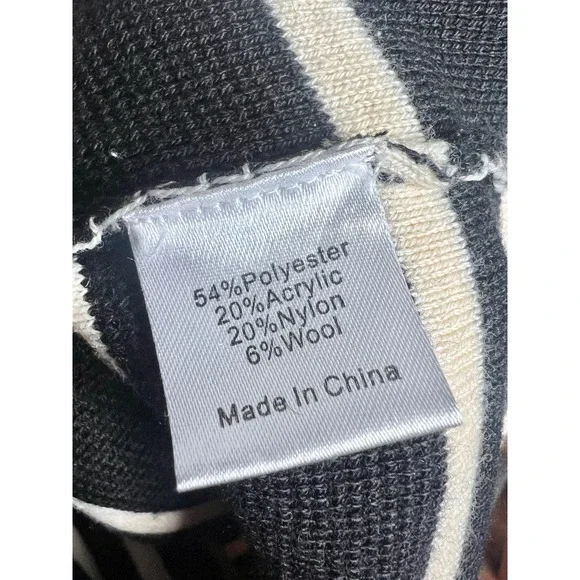 54%Polyester
20%Acrylic
20%Nylon
6%Wool
Made In China